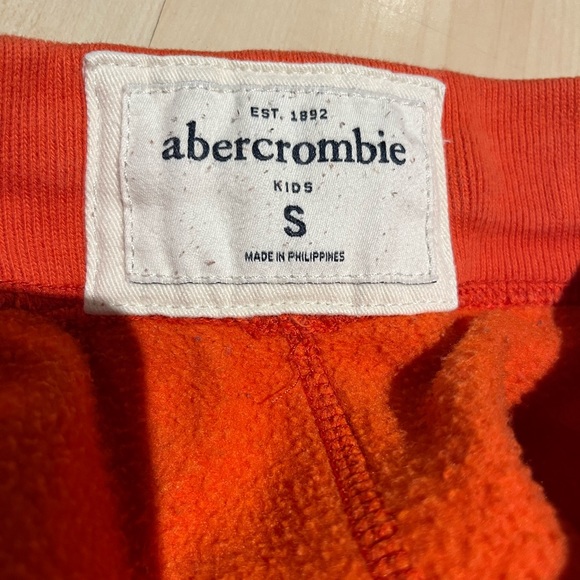 EST. 1892
abercrombie
KIDS
S
MADE IN PHILIPPINES